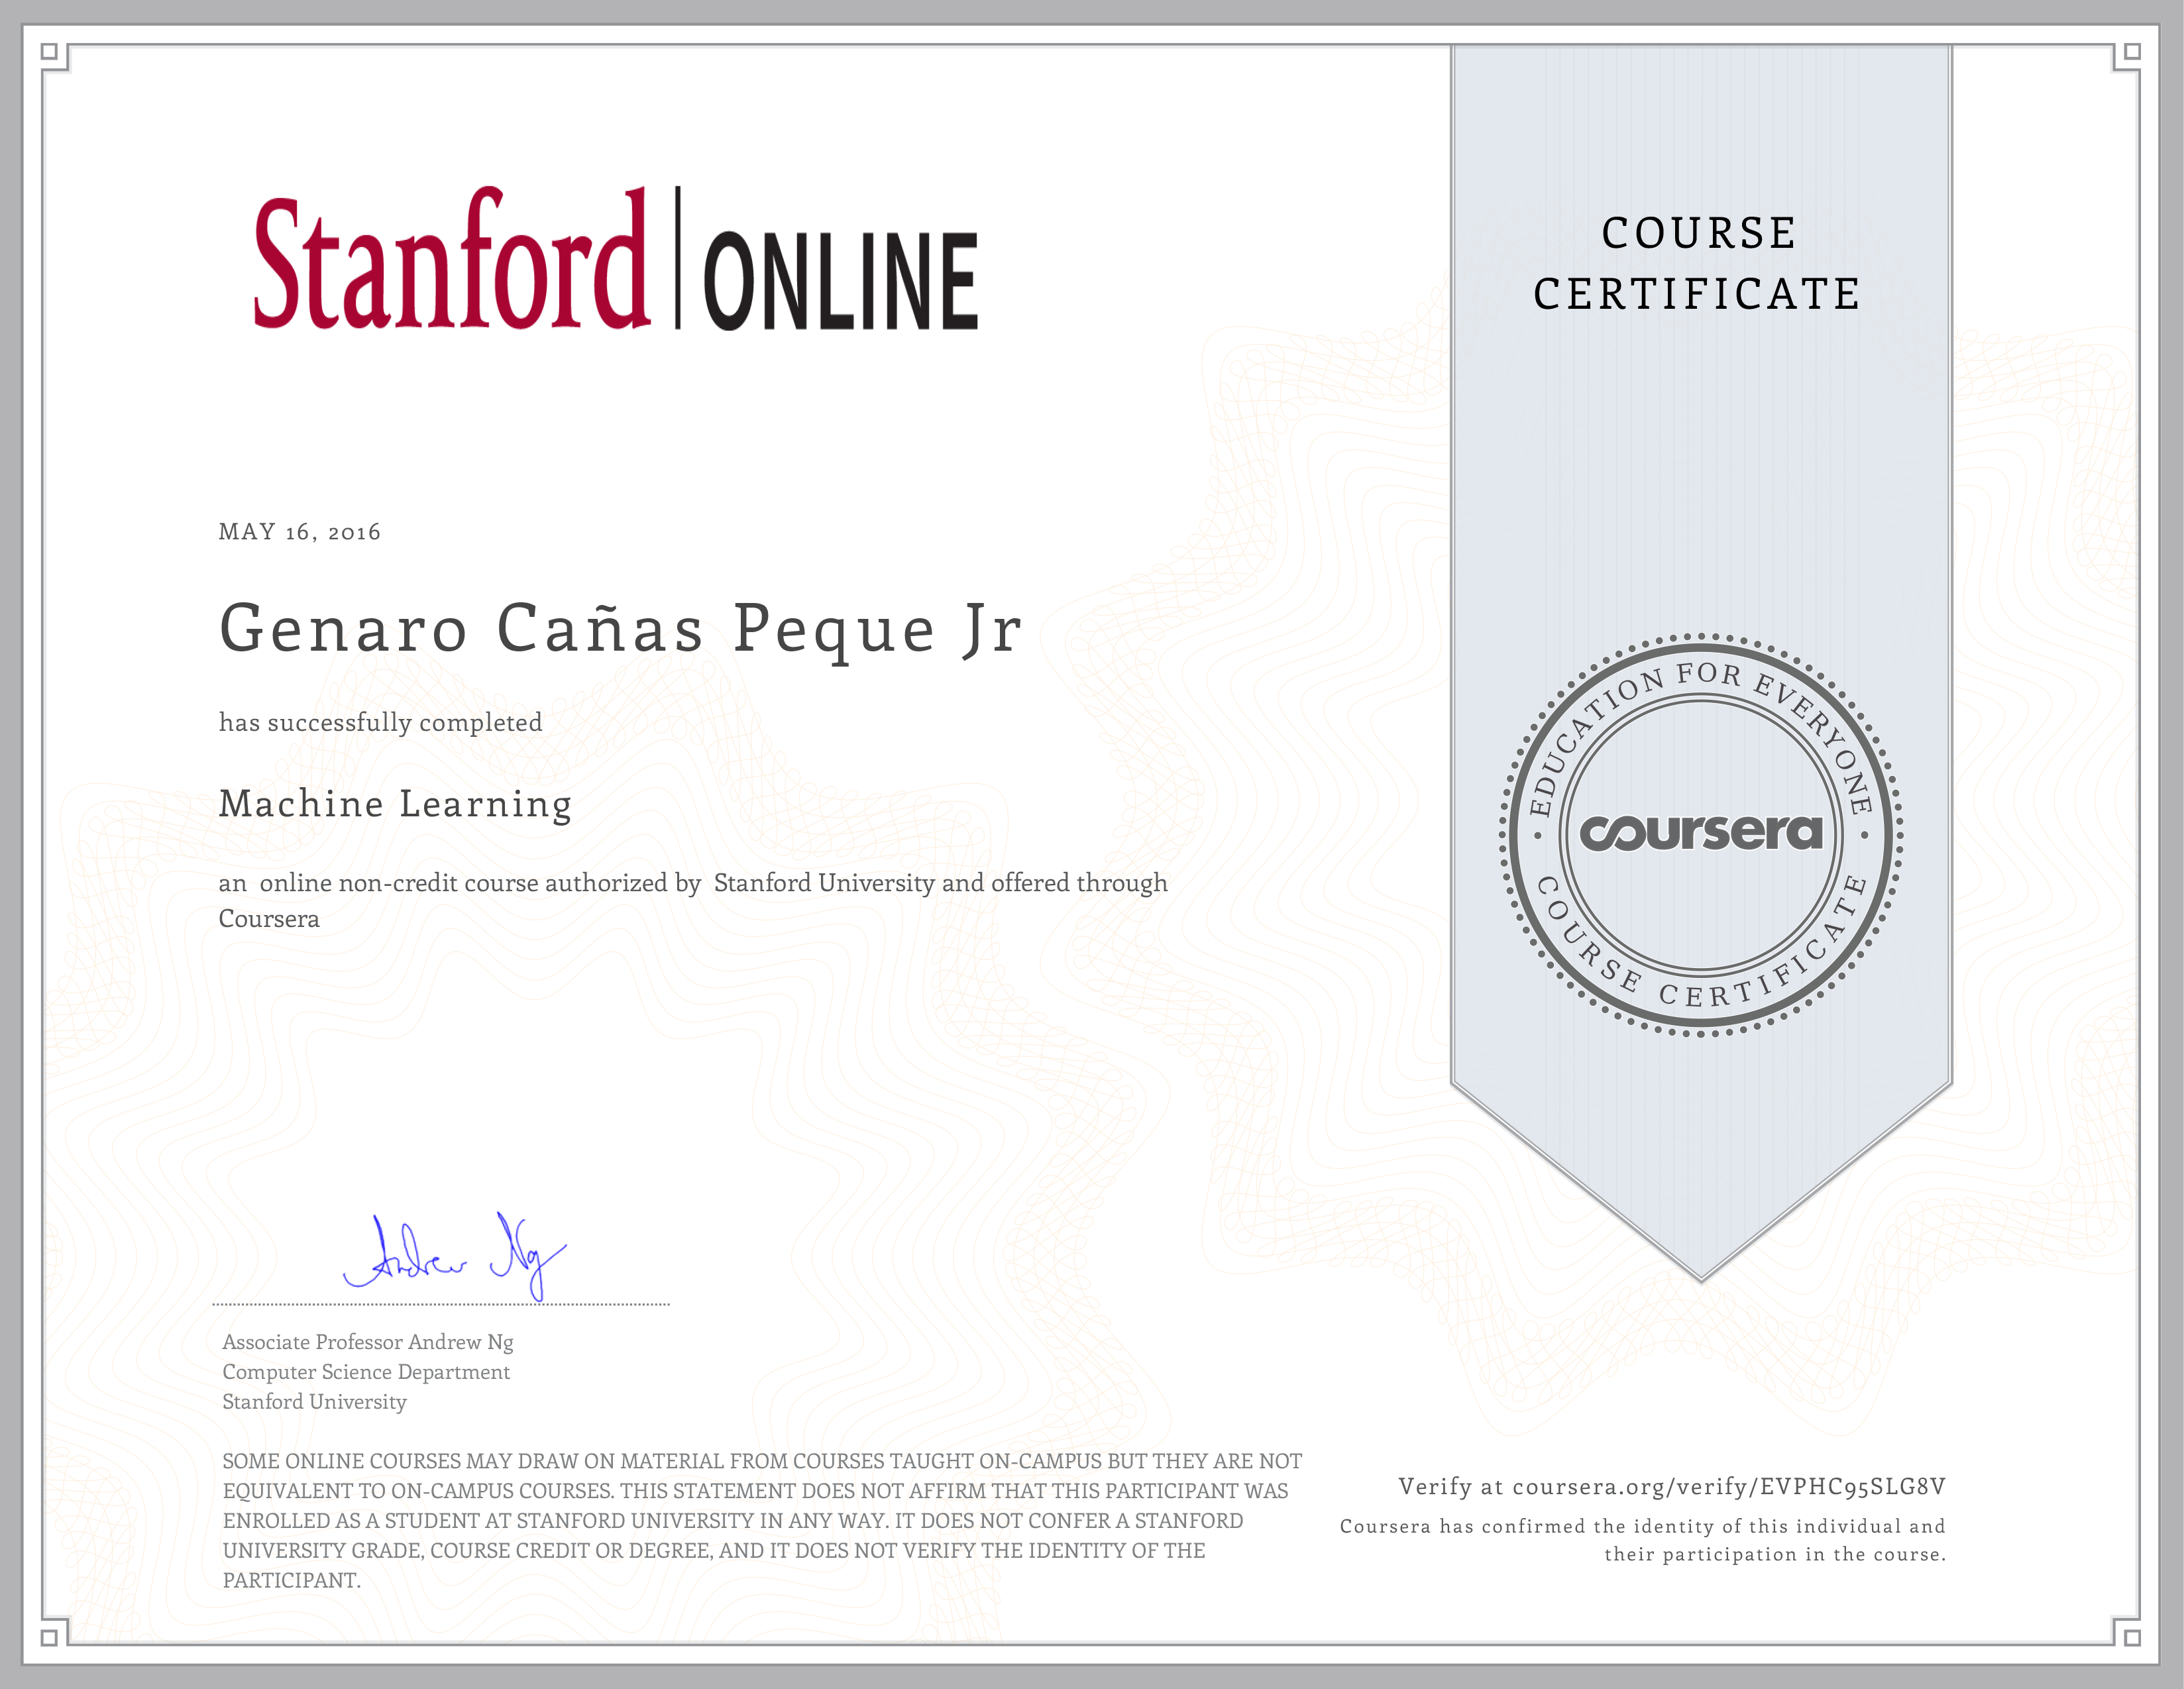 Stanford | ONLINE
COURSE
CERTIFICATE
MAY 16, 2016
Genaro Cañas Peque Jr
has successfully completed
Machine Learning
an online non-credit course authorized by Stanford University and offered through
Coursera
EDUCATION FOR EVERYONE
coursera
COURSE CERTIFICATE
Andrew Ng
Associate Professor Andrew Ng
Computer Science Department
Stanford University
SOME ONLINE COURSES MAY DRAW ON MATERIAL FROM COURSES TAUGHT ON-CAMPUS BUT THEY ARE NOT
EQUIVALENT TO ON-CAMPUS COURSES. THIS STATEMENT DOES NOT AFFIRM THAT THIS PARTICIPANT WAS
ENROLLED AS A STUDENT AT STANFORD UNIVERSITY IN ANY WAY. IT DOES NOT CONFER A STANFORD
UNIVERSITY GRADE, COURSE CREDIT OR DEGREE, AND IT DOES NOT VERIFY THE IDENTITY OF THE
PARTICIPANT.
Verify at coursera.org/verify/EVPHC95SLG8V
Coursera has confirmed the identity of this individual and
their participation in the course.